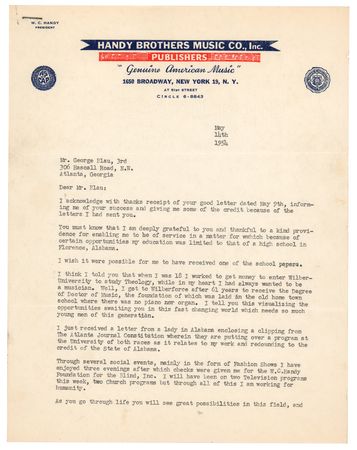 W. C. HANDY
PRESIDENT
HANDY BROTHERS MUSIC CO., Inc.
PUBLISHERS
"Genuine American Music"
1650 BROADWAY, NEW YORK 19, N. Y.
AT 51ST STREET
CIRCLE 6-8843
May
14th
1954
Mr. George Blau, 3rd
306 Hascall Road, N.W.
Atlanta, Georgia
Dear Mr. Blau:
I acknowledge with thanks receipt of your good letter dated May 9th, inform-
ing me of your success and giving me some of the credit because of the
letters I had sent you.
You must know that I am deeply grateful to you and thankful to a kind provi-
dence for enabling me to be of service in a matter for which because of
certain opportunities my education was limited to that of a high school in
Florence, Alabama.
I wish it were possible for me to have received one of the school papers.
I think I told you that when I was 18 I worked to get money to enter Wilber-
University to study Theology, while in my heart I had always wanted to be
a musician. Well, I got to Wilberforce after 61 years to receive the Degree
of Doctor of Music, the foundation of which was laid in the old home town
school where there was no piano nor organ. I tell you this visualizing the
opportunities awaiting you in this fast changing world which needs so much
young men of this generation.
I just received a letter from a lady in Alabama enclosing a clipping from
The Atlanta Journal Constitution wherein they are putting over a program at the
University of both races as it relates to my work and redounding to the
credit of the State of Alabama.
Through several social events, mainly in the form of Fashion Shows I have
enjoyed three evenings after which checks were given me for the W.C.Handy
Foundation for the Blind, Inc. I will have been on two Television programs
this week, two Church programs but through all of this I am working for
humanity.
As you go through life you will see great possibilities in this field, and